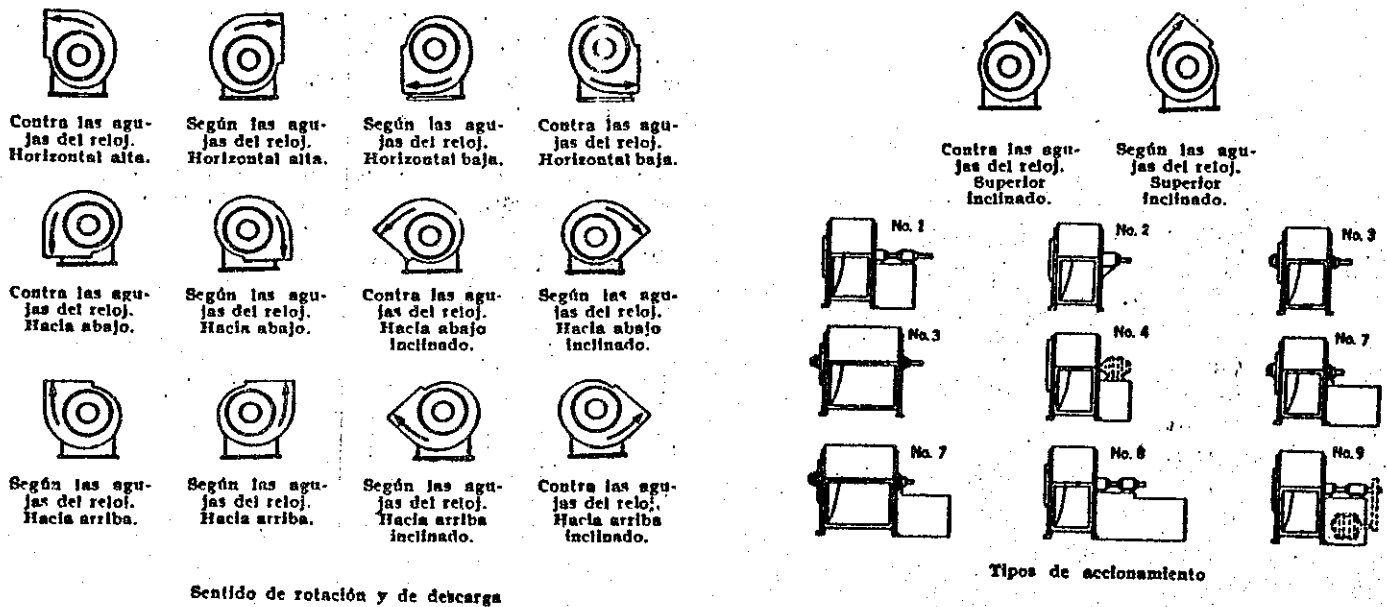 Contra las agu-
jas del reloj.
Horizontal alta.
Según las agu-
jas del reloj.
Horizontal alta.
Según las agu-
jas del reloj.
Horizontal baja.
Contra las agu-
jas del reloj.
Horizontal baja.
Contra las agu-
jas del reloj.
Hacia abajo.
Según las agu-
jas del reloj.
Hacia abajo.
Contra las agu-
jas del reloj.
Hacia abajo
inclinado.
Según las agu-
jas del reloj.
Hacia abajo
inclinado.
Según las agu-
jas del reloj.
Hacia arriba.
Según las agu-
jas del reloj.
Hacia arriba.
Según las agu-
jas del reloj.
Hacia arriba
inclinado.
Contra las agu-
jas del reloj.
Hacia arriba
inclinado.
Sentido de rotación y de descarga
Contra las agu-
jas del reloj.
Superior
inclinado.
Según las agu-
jas del reloj.
Superior
inclinado.
No. 1
No. 2
No. 3
No. 3
No. 4
No. 7
No. 7
No. 8
No. 9
Tipos de accionamiento